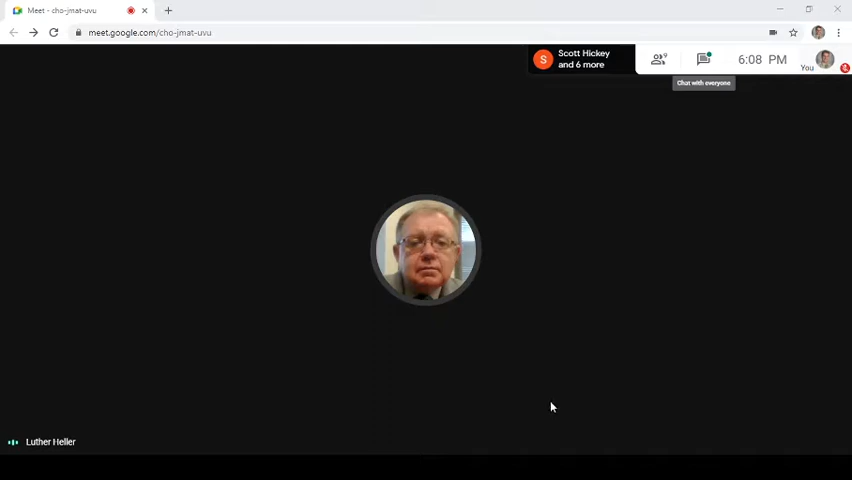 Meet - cho-jmat-uvu
meet.google.com/cho-jmat-uvu
S
Scott Hickey
and 6 more
9
6:08 PM
You
Chat with everyone
Luther Heller